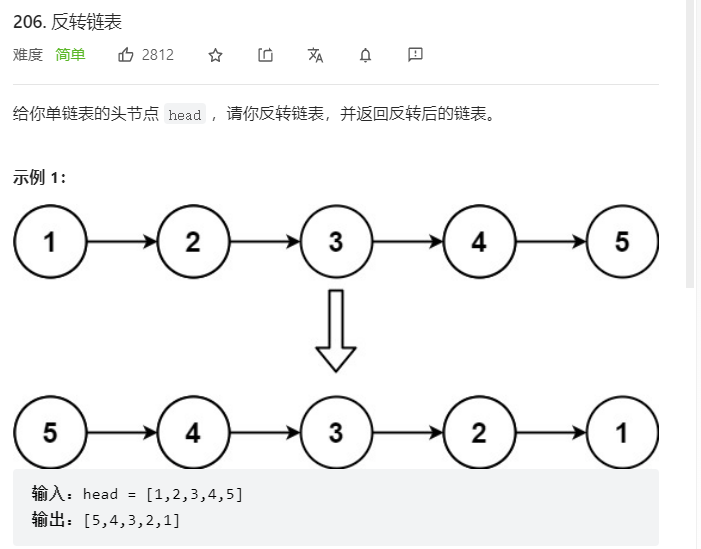 206. 反转链表
难度 简单 2812
给你单链表的头节点 head ，请你反转链表，并返回反转后的链表。
示例 1：
1 2 3 4 5
5 4 3 2 1
输入：head = [1,2,3,4,5]
输出：[5,4,3,2,1]